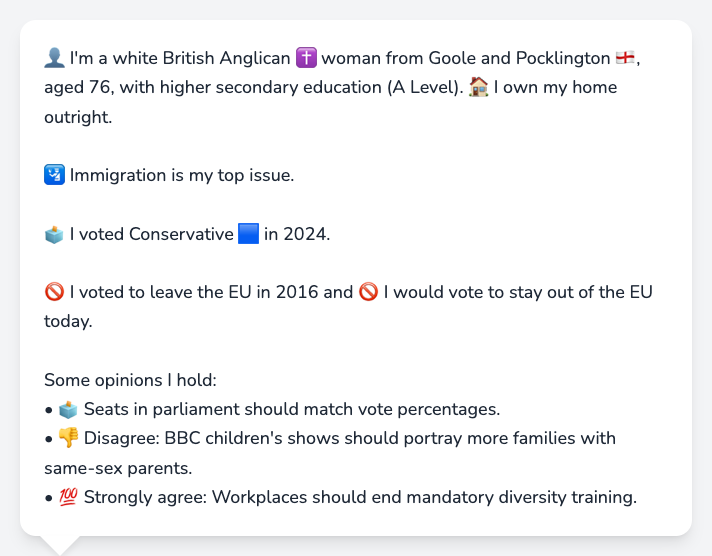 👤 I'm a white British Anglican ✝️ woman from Goole and Pocklington 🏴󠁧󠁢󠁥󠁮󠁧󠁿,
aged 76, with higher secondary education (A Level). 🏠 I own my home
outright.
🛂 Immigration is my top issue.
🗳️ I voted Conservative 🟦 in 2024.
🚫 I voted to leave the EU in 2016 and 🚫 I would vote to stay out of the EU
today.
Some opinions I hold:
• 🗳️ Seats in parliament should match vote percentages.
• 👎 Disagree: BBC children's shows should portray more families with
same-sex parents.
• 💯 Strongly agree: Workplaces should end mandatory diversity training.